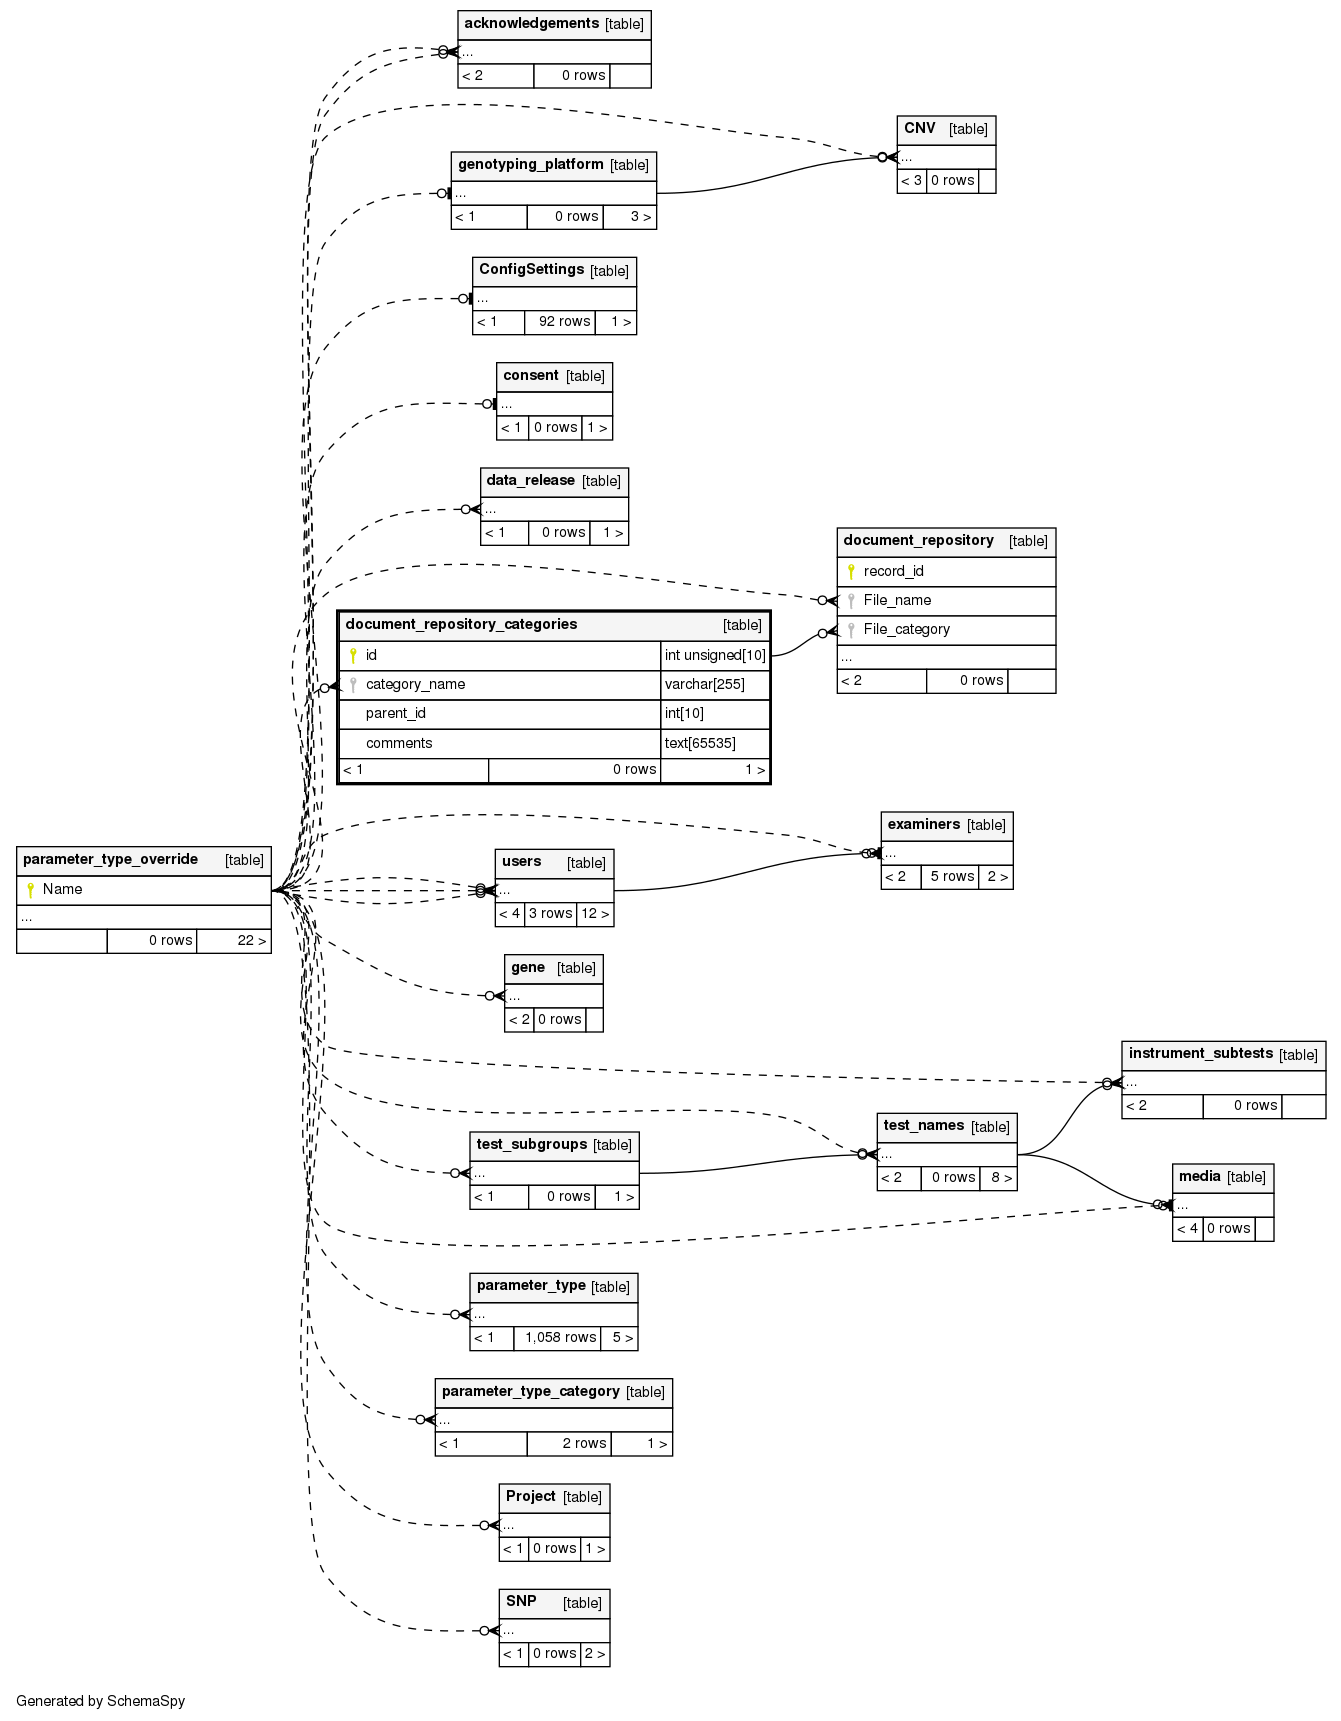 acknowledgements [table]
...
< 2 0 rows
CNV [table]
...
< 3 0 rows
genotyping_platform [table]
...
< 1 0 rows 3 >
ConfigSettings [table]
...
< 1 92 rows 1 >
consent [table]
...
< 1 0 rows 1 >
data_release [table]
...
< 1 0 rows 1 >
document_repository [table]
record_id
File_name
File_category
...
< 2 0 rows
document_repository_categories [table]
id int unsigned[10]
category_name varchar[255]
parent_id int[10]
comments text[65535]
< 1 0 rows 1 >
examiners [table]
...
< 2 5 rows 2 >
parameter_type_override [table]
Name
...
0 rows 22 >
users [table]
...
< 4 3 rows 12 >
gene [table]
...
< 2 0 rows
instrument_subtests [table]
...
< 2 0 rows
test_names [table]
...
< 2 0 rows 8 >
test_subgroups [table]
...
< 1 0 rows 1 >
media [table]
...
< 4 0 rows
parameter_type [table]
...
< 1 1,058 rows 5 >
parameter_type_category [table]
...
< 1 2 rows 1 >
Project [table]
...
< 1 0 rows 1 >
SNP [table]
...
< 1 0 rows 2 >
Generated by SchemaSpy